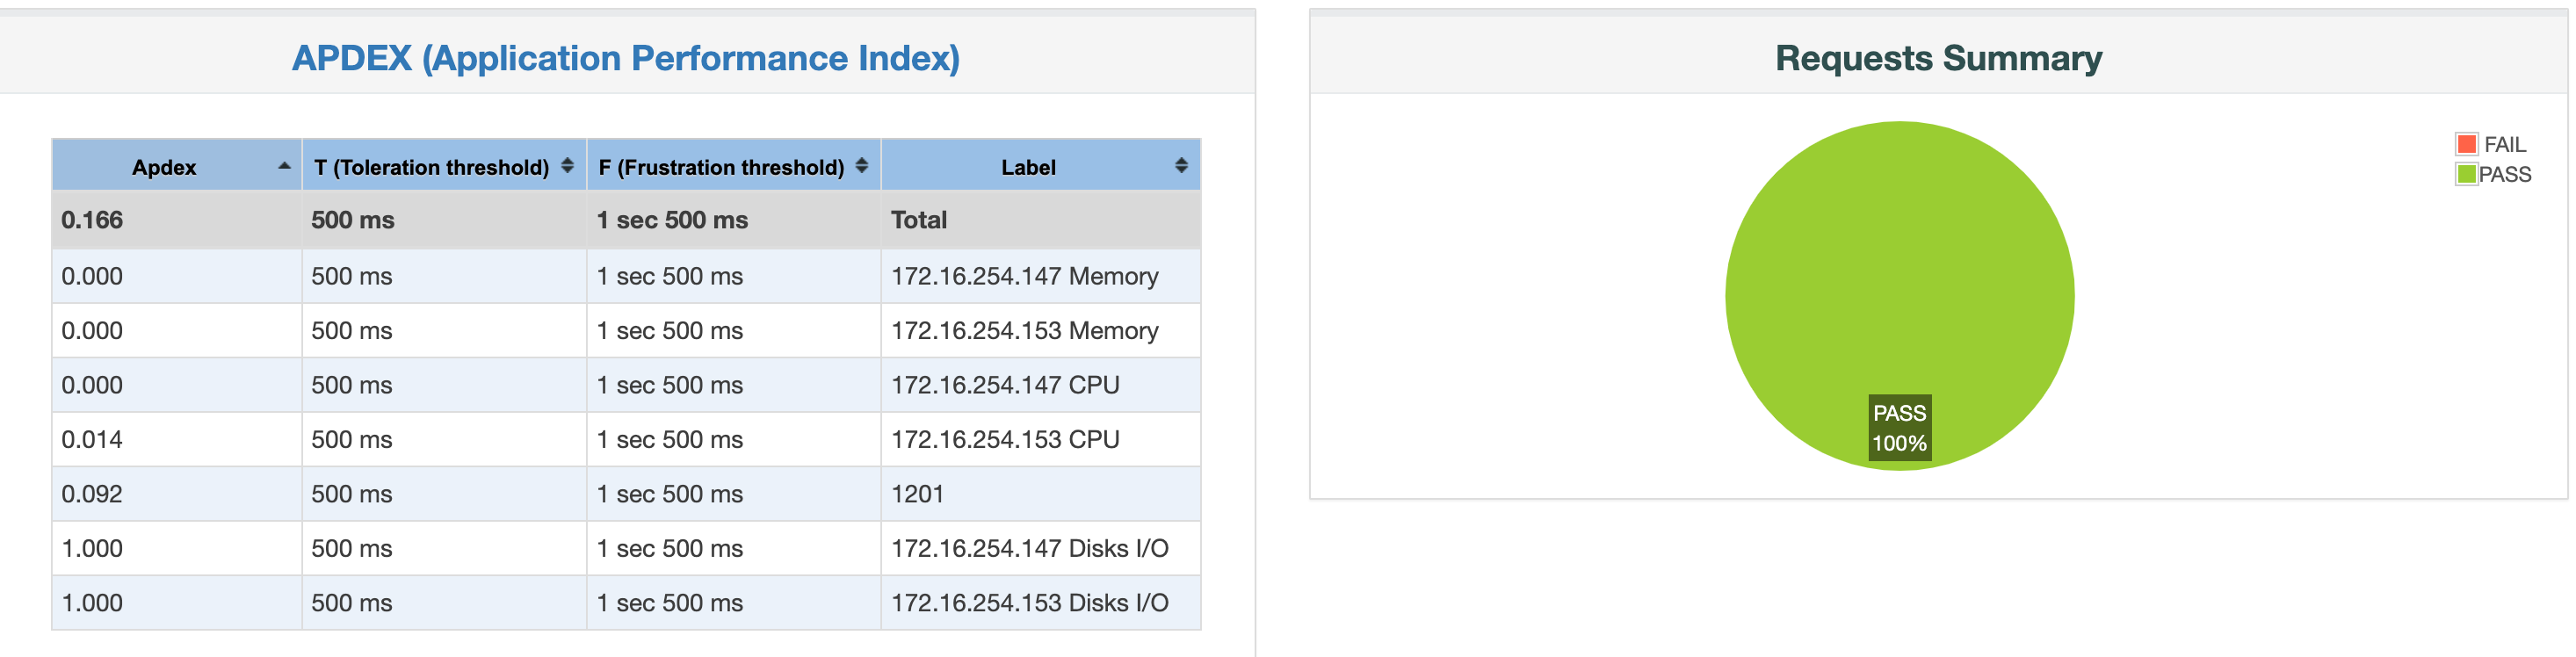 APDEX (Application Performance Index)
Apdex T (Toleration threshold) F (Frustration threshold) Label
0.166 500 ms 1 sec 500 ms Total
0.000 500 ms 1 sec 500 ms 172.16.254.147 Memory
0.000 500 ms 1 sec 500 ms 172.16.254.153 Memory
0.000 500 ms 1 sec 500 ms 172.16.254.147 CPU
0.014 500 ms 1 sec 500 ms 172.16.254.153 CPU
0.092 500 ms 1 sec 500 ms 1201
1.000 500 ms 1 sec 500 ms 172.16.254.147 Disks I/O
1.000 500 ms 1 sec 500 ms 172.16.254.153 Disks I/O
Requests Summary
FAIL
PASS
PASS
100%